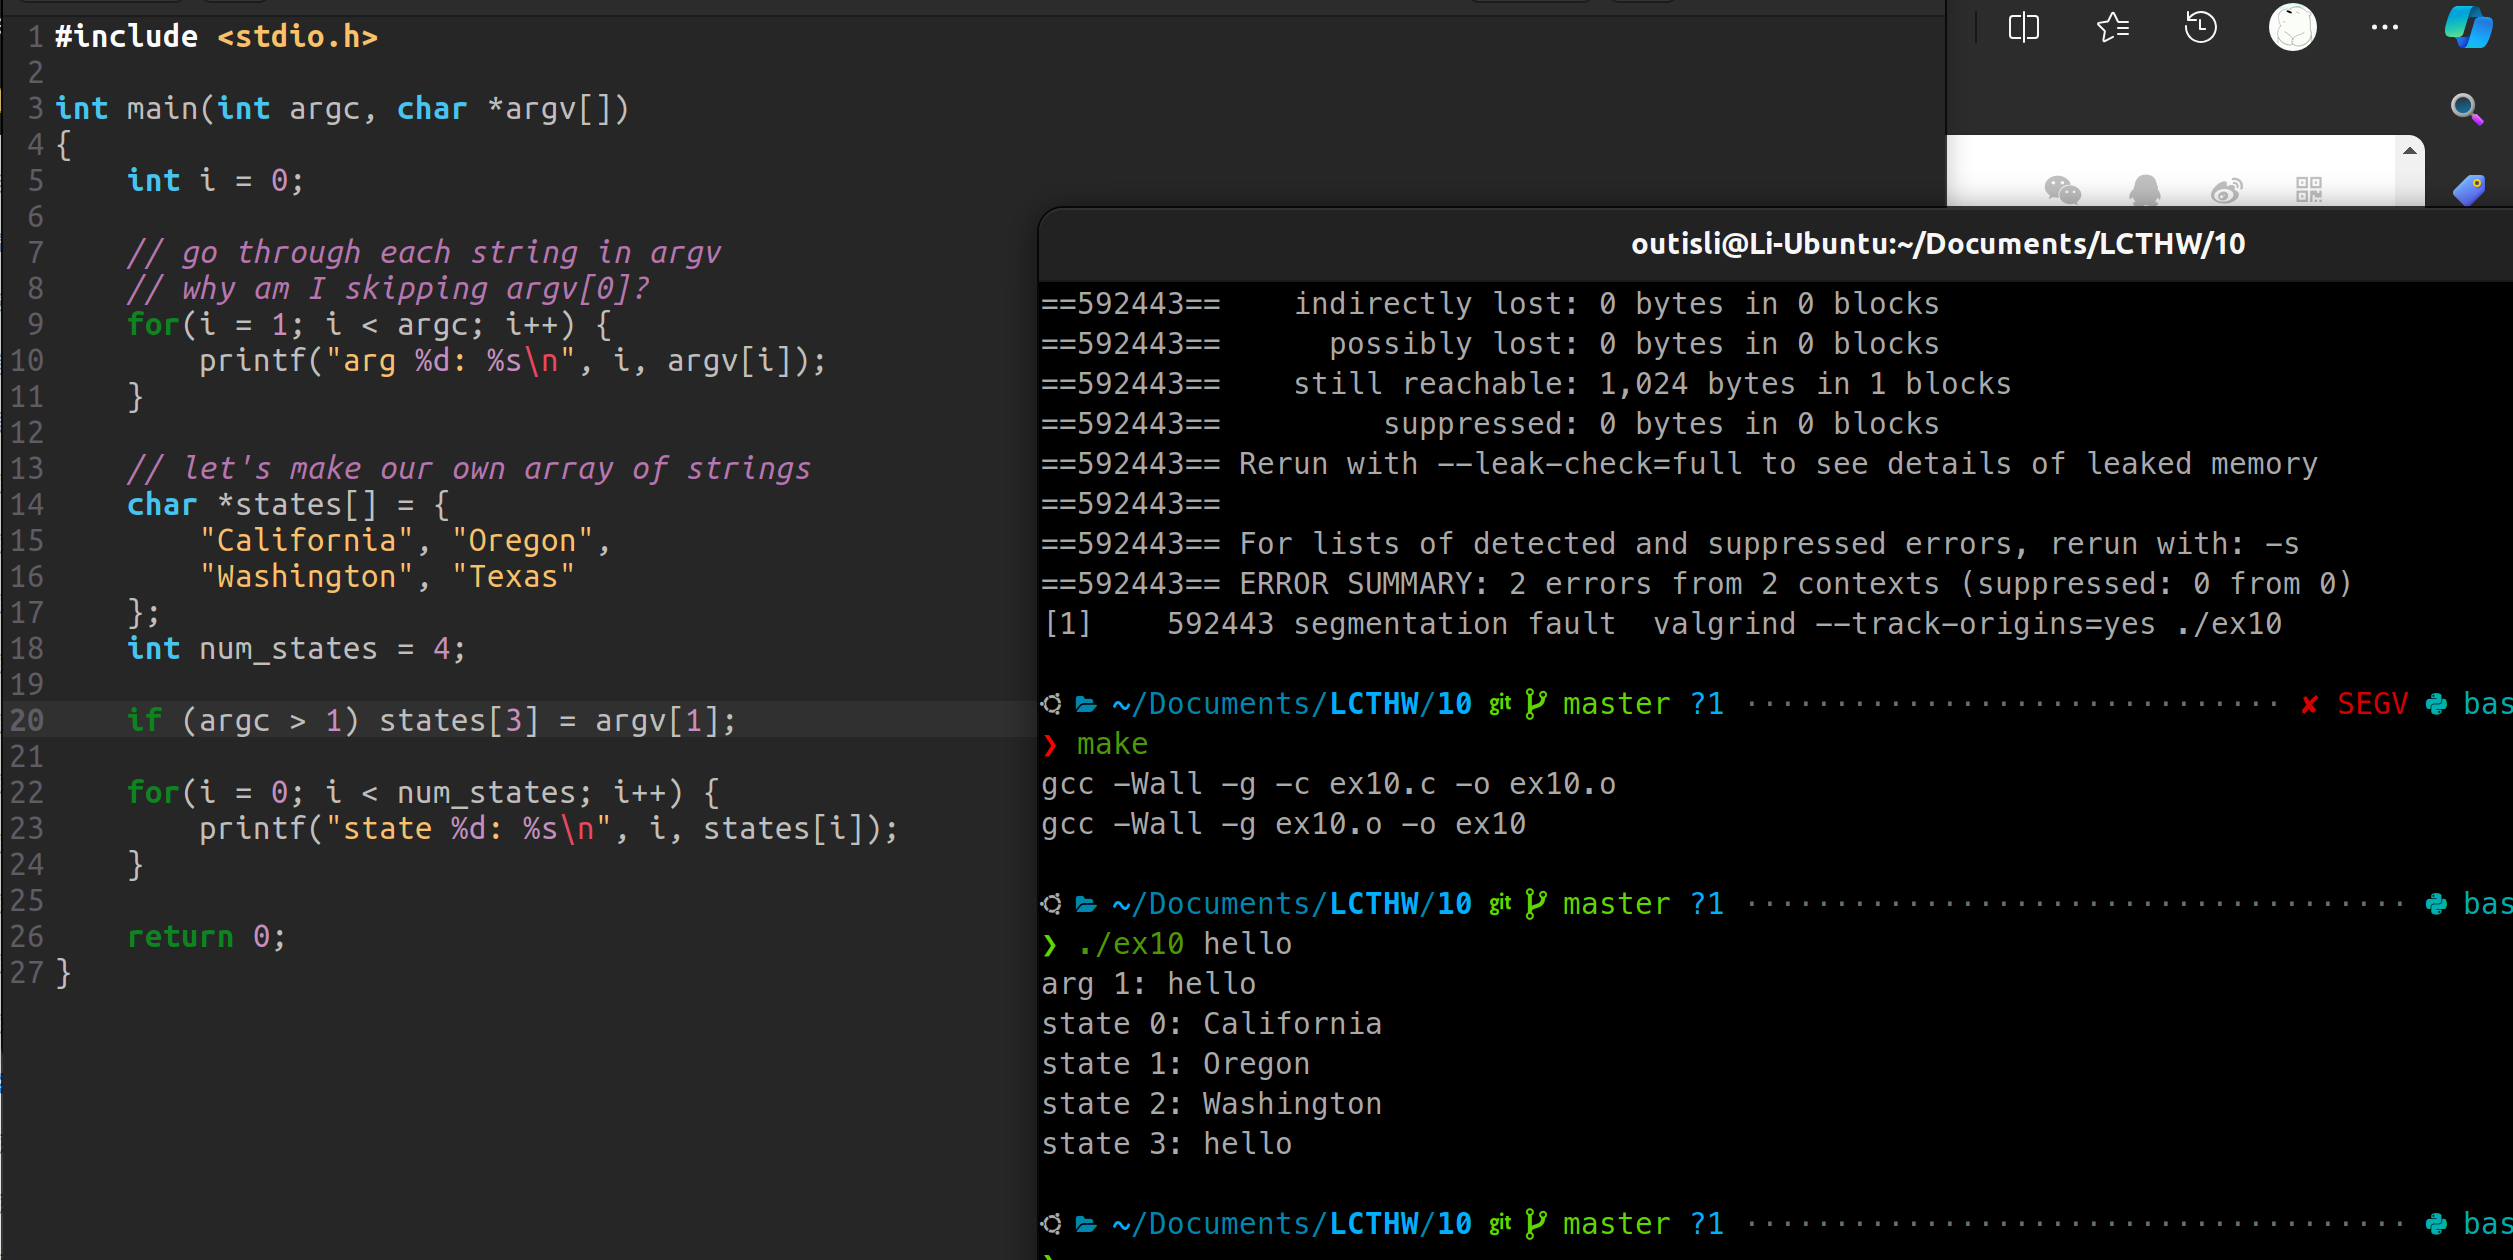 1 #include <stdio.h>
2
3 int main(int argc, char *argv[])
4 {
5     int i = 0;
6
7     // go through each string in argv
8     // why am I skipping argv[0]?
9     for(i = 1; i < argc; i++) {
10         printf("arg %d: %s\n", i, argv[i]);
11     }
12
13     // let's make our own array of strings
14     char *states[] = {
15         "California", "Oregon",
16         "Washington", "Texas"
17     };
18     int num_states = 4;
19
20     if (argc > 1) states[3] = argv[1];
21
22     for(i = 0; i < num_states; i++) {
23         printf("state %d: %s\n", i, states[i]);
24     }
25
26     return 0;
27 }
outisli@Li-Ubuntu:~/Documents/LCTHW/10
==592443==    indirectly lost: 0 bytes in 0 blocks
==592443==      possibly lost: 0 bytes in 0 blocks
==592443==    still reachable: 1,024 bytes in 1 blocks
==592443==         suppressed: 0 bytes in 0 blocks
==592443== Rerun with --leak-check=full to see details of leaked memory
==592443==
==592443== For lists of detected and suppressed errors, rerun with: -s
==592443== ERROR SUMMARY: 2 errors from 2 contexts (suppressed: 0 from 0)
[1]    592443 segmentation fault  valgrind --track-origins=yes ./ex10
~/Documents/LCTHW/10 git master ?1 ✘ SEGV bas
❯ make
gcc -Wall -g -c ex10.c -o ex10.o
gcc -Wall -g ex10.o -o ex10
~/Documents/LCTHW/10 git master ?1 bas
❯ ./ex10 hello
arg 1: hello
state 0: California
state 1: Oregon
state 2: Washington
state 3: hello
~/Documents/LCTHW/10 git master ?1 bas